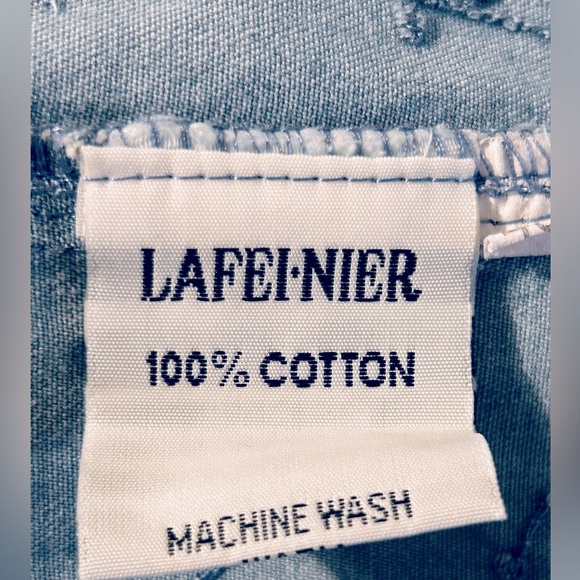 LAFEI·NIER
100% COTTON
MACHINE WASH